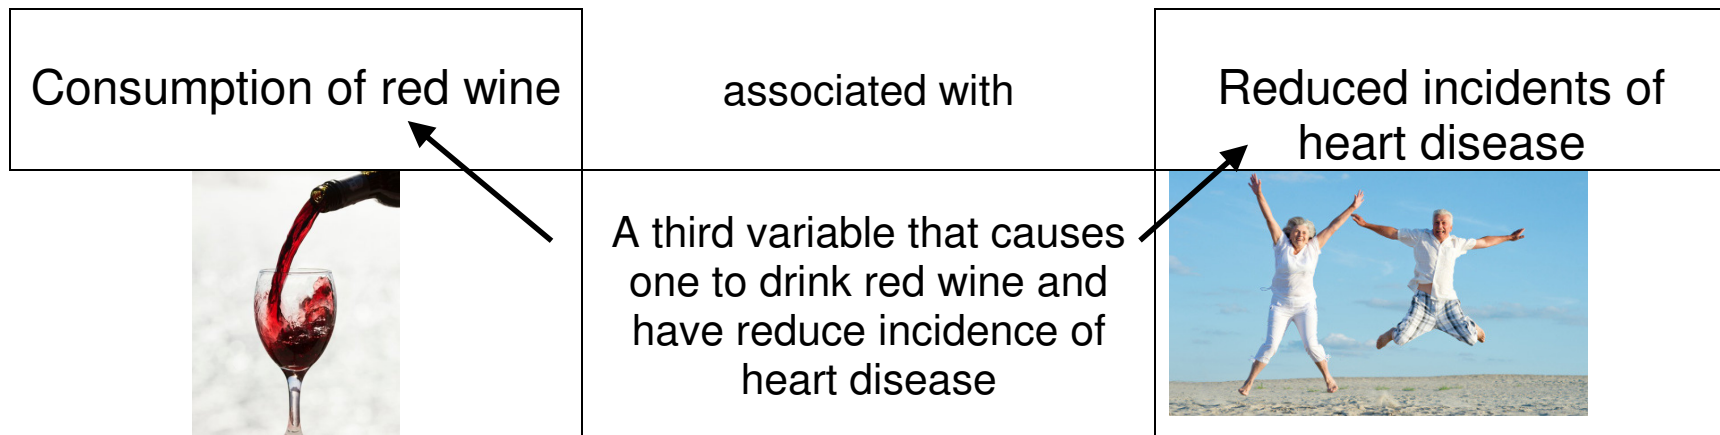 Consumption of red wine
associated with
Reduced incidents of
heart disease
A third variable that causes
one to drink red wine and
have reduce incidence of
heart disease